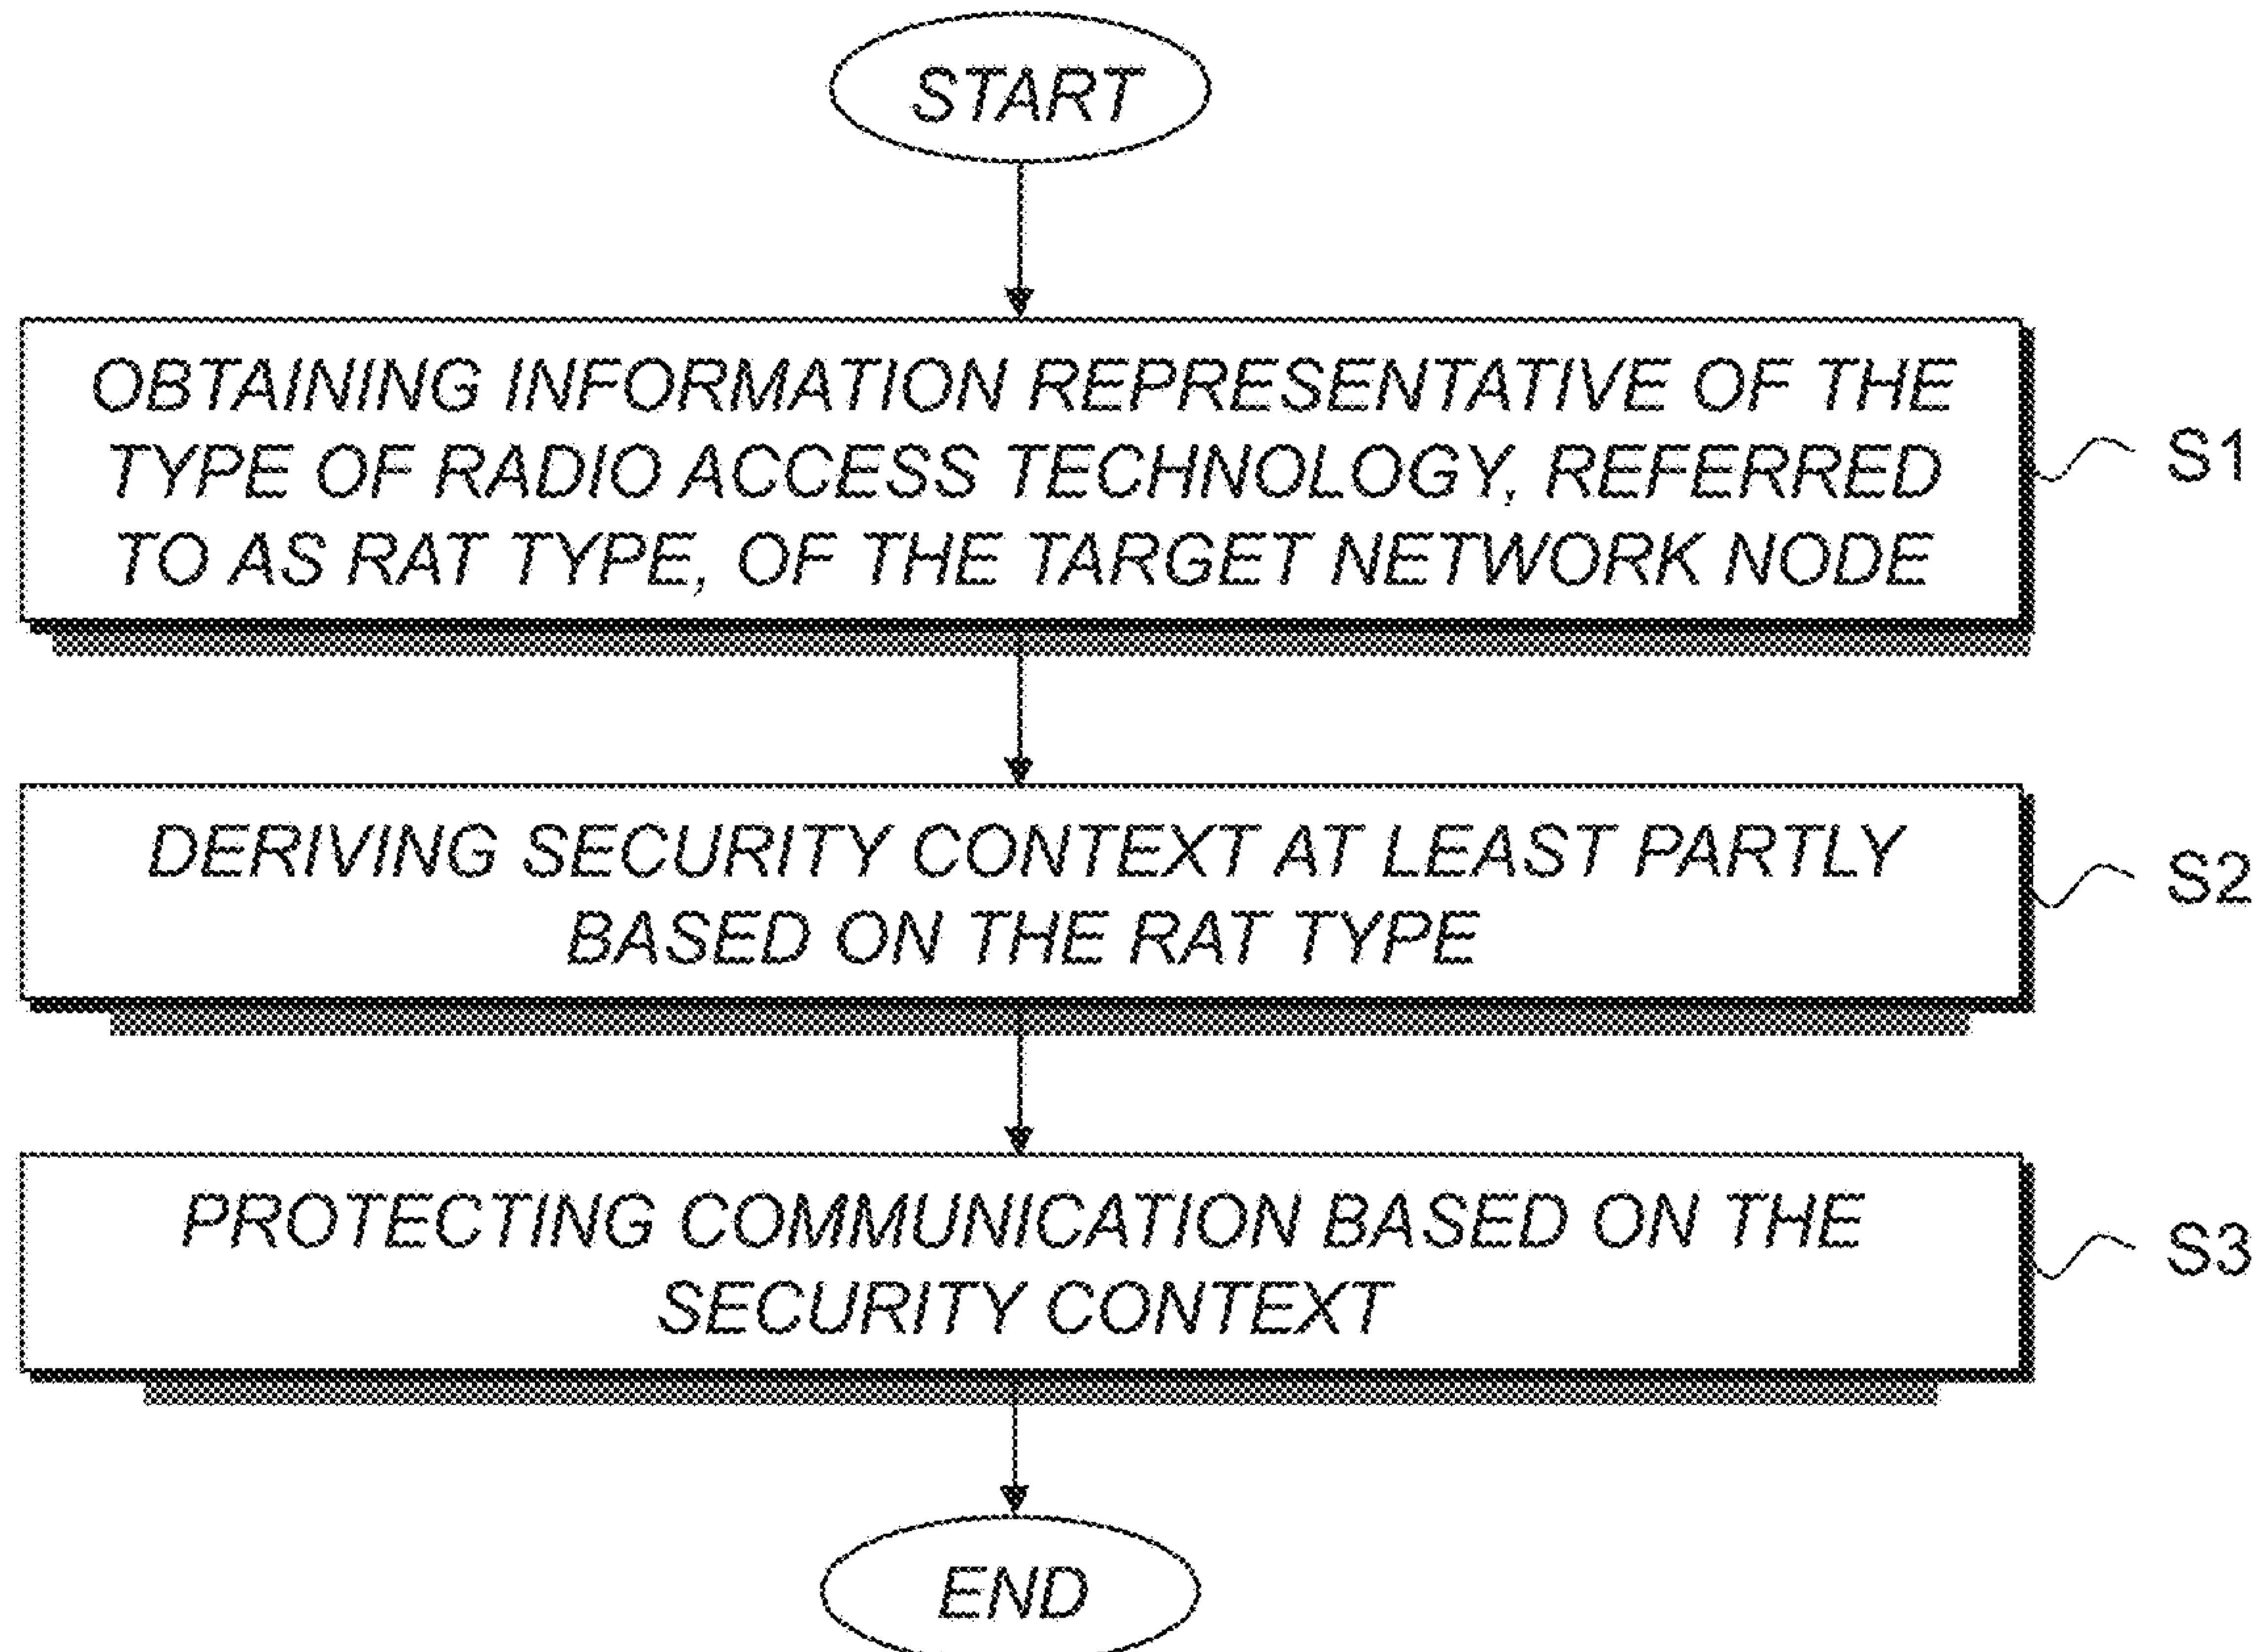 START
OBTAINING INFORMATION REPRESENTATIVE OF THE
TYPE OF RADIO ACCESS TECHNOLOGY, REFERRED
TO AS RAT TYPE, OF THE TARGET NETWORK NODE
S1
DERIVING SECURITY CONTEXT AT LEAST PARTLY
BASED ON THE RAT TYPE
S2
PROTECTING COMMUNICATION BASED ON THE
SECURITY CONTEXT
S3
END